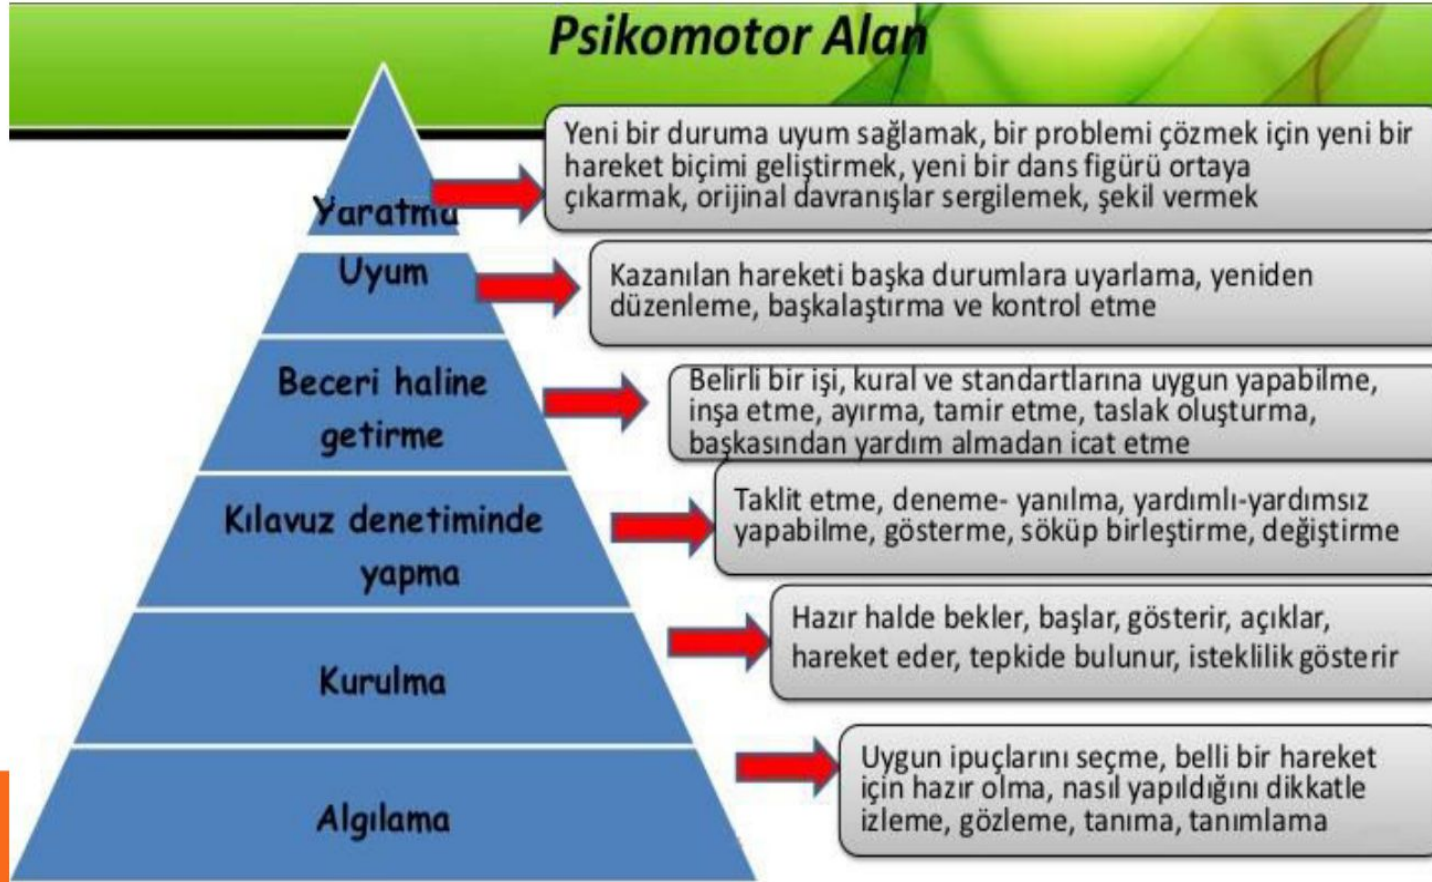 Psikomotor Alan
Yaratma
Yeni bir duruma uyum sağlamak, bir problemi çözmek için yeni bir
hareket biçimi geliştirmek, yeni bir dans figürü ortaya
çıkarmak, orijinal davranışlar sergilemek, şekil vermek
Uyum
Kazanılan hareketi başka durumlara uyarlama, yeniden
düzenleme, başkalaştırma ve kontrol etme
Beceri haline
getirme
Belirli bir işi, kural ve standartlarına uygun yapabilme,
inşa etme, ayırma, tamir etme, taslak oluşturma,
başkasından yardım almadan icat etme
Kılavuz denetiminde
yapma
Taklit etme, deneme- yanılma, yardımlı-yardımsız
yapabilme, gösterme, söküp birleştirme, değiştirme
Kurulma
Hazır halde bekler, başlar, gösterir, açıklar,
hareket eder, tepkide bulunur, isteklilik gösterir
Algılama
Uygun ipuçlarını seçme, belli bir hareket
için hazır olma, nasıl yapıldığını dikkatle
izleme, gözleme, tanıma, tanımlama